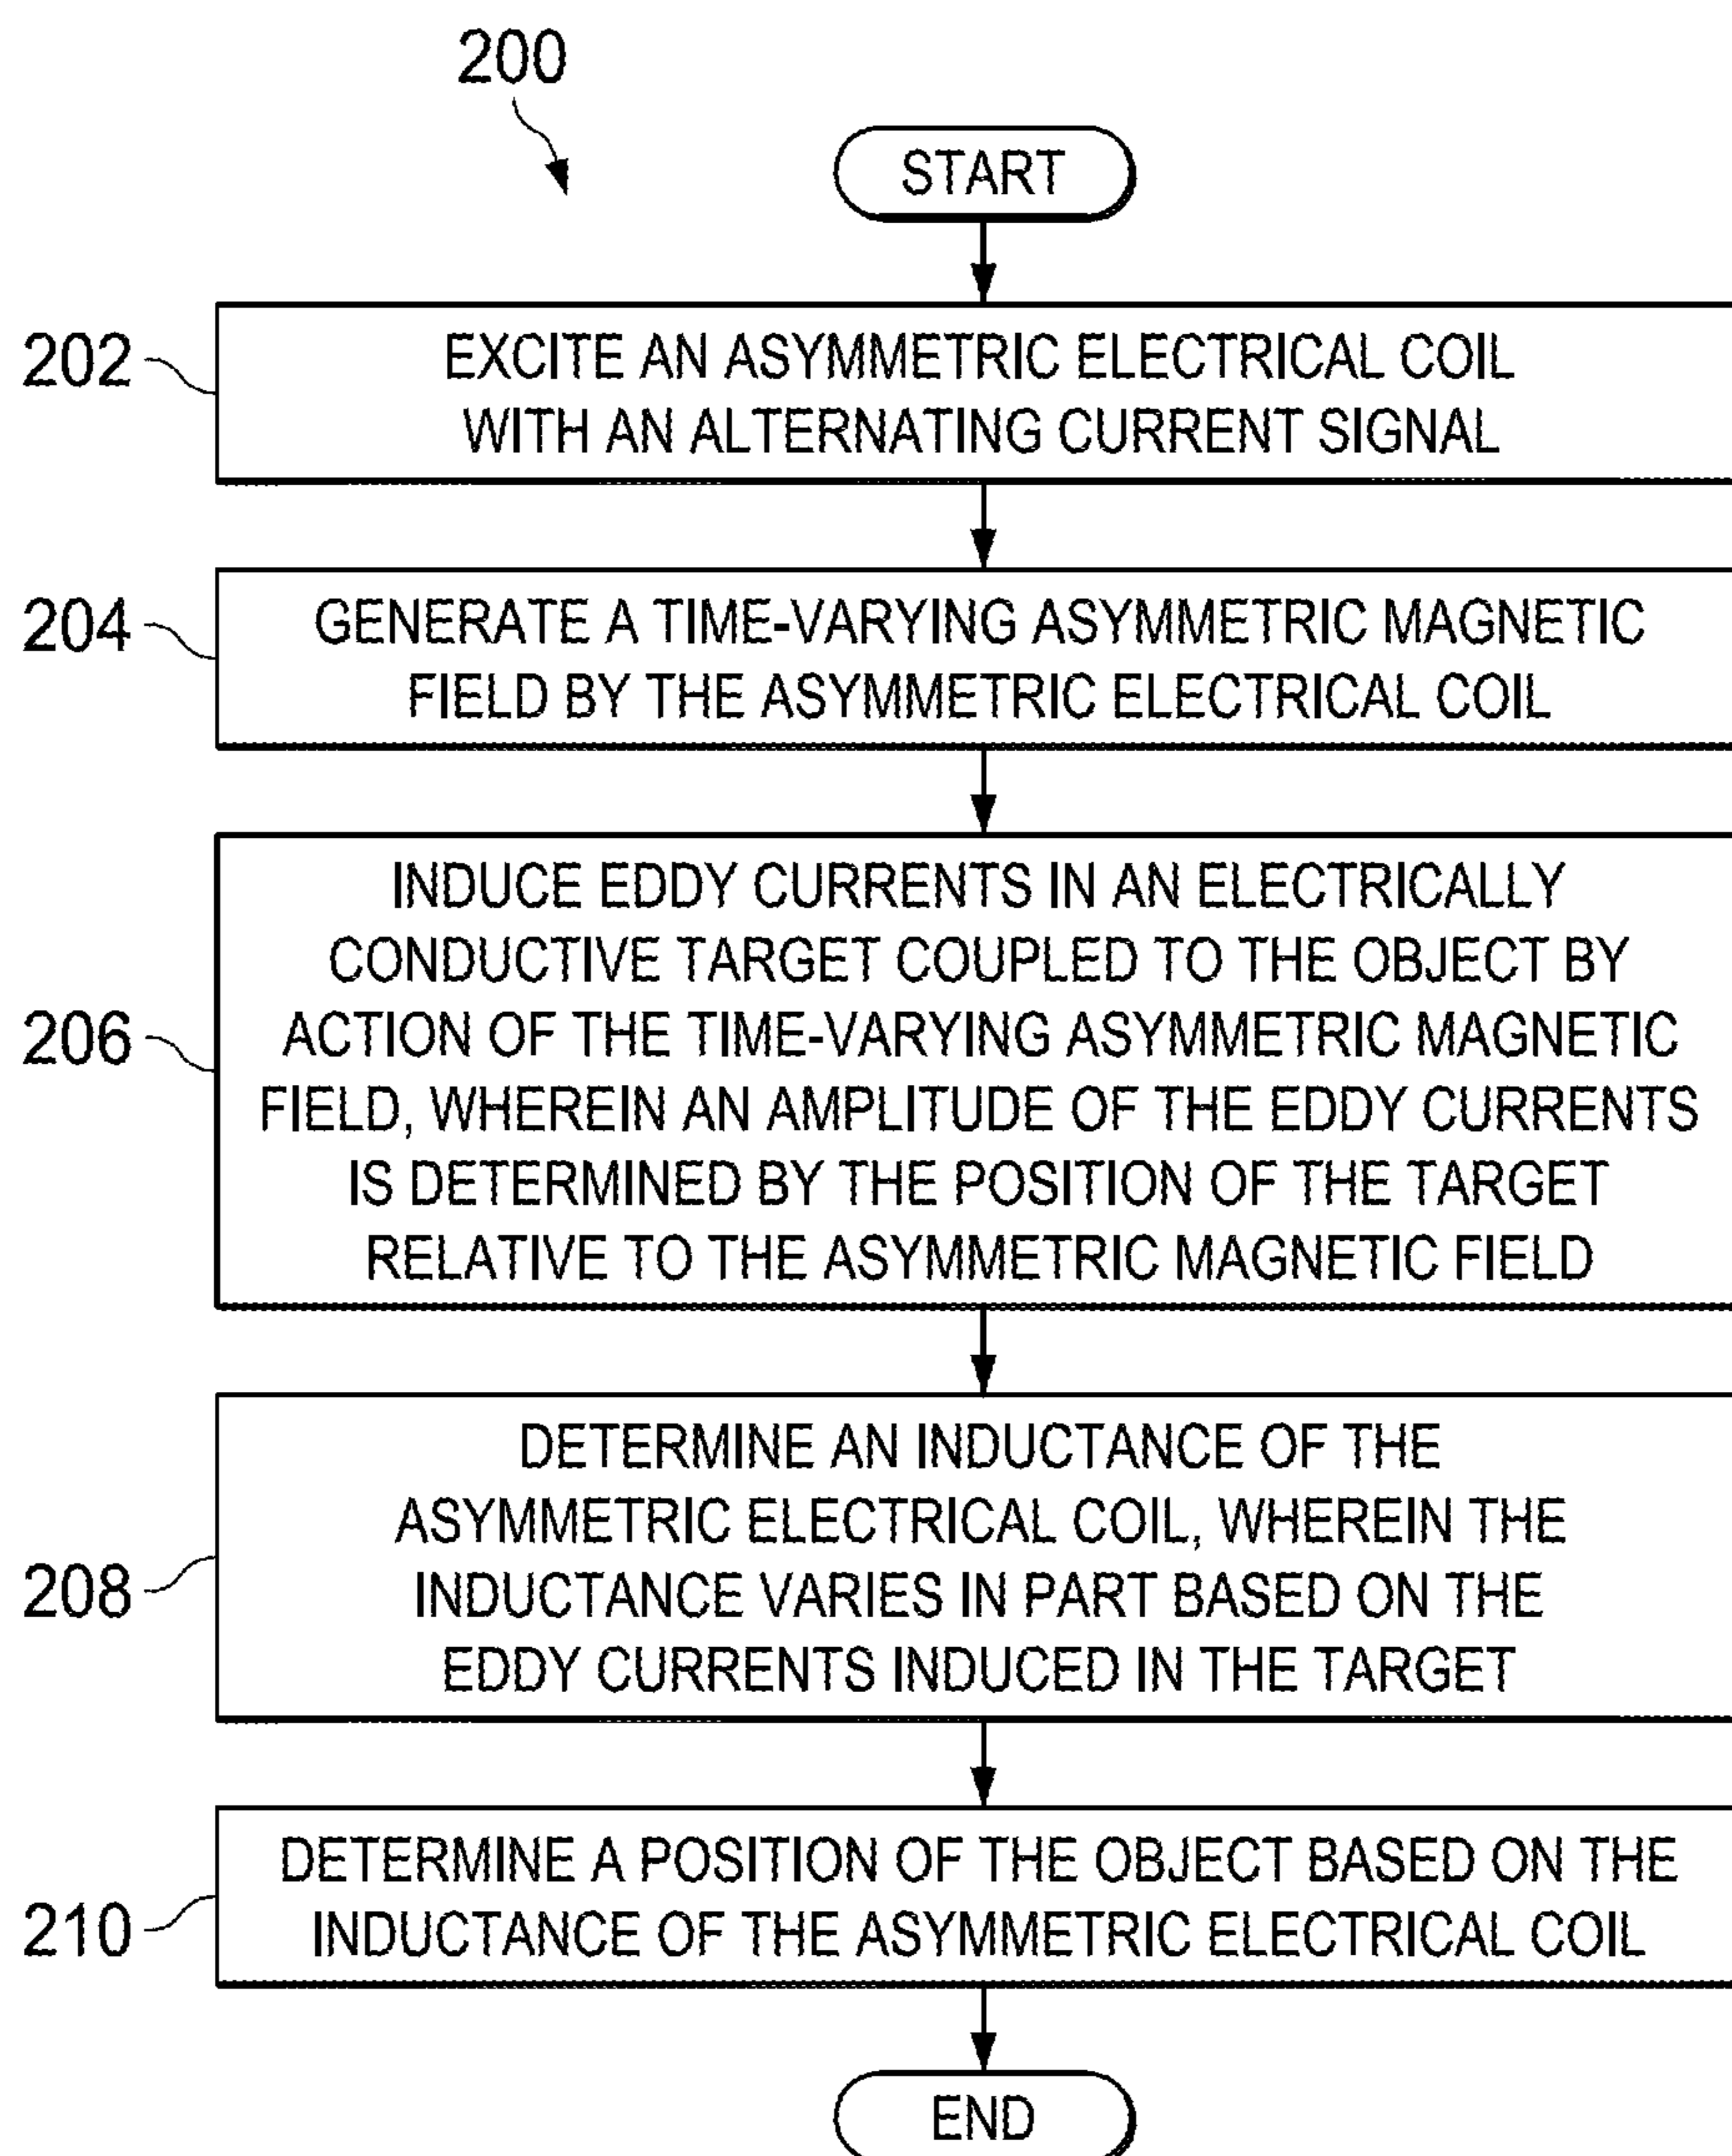 200
START
202
EXCITE AN ASYMMETRIC ELECTRICAL COIL
WITH AN ALTERNATING CURRENT SIGNAL
204
GENERATE A TIME-VARYING ASYMMETRIC MAGNETIC
FIELD BY THE ASYMMETRIC ELECTRICAL COIL
206
INDUCE EDDY CURRENTS IN AN ELECTRICALLY
CONDUCTIVE TARGET COUPLED TO THE OBJECT BY
ACTION OF THE TIME-VARYING ASYMMETRIC MAGNETIC
FIELD, WHEREIN AN AMPLITUDE OF THE EDDY CURRENTS
IS DETERMINED BY THE POSITION OF THE TARGET
RELATIVE TO THE ASYMMETRIC MAGNETIC FIELD
208
DETERMINE AN INDUCTANCE OF THE
ASYMMETRIC ELECTRICAL COIL, WHEREIN THE
INDUCTANCE VARIES IN PART BASED ON THE
EDDY CURRENTS INDUCED IN THE TARGET
210
DETERMINE A POSITION OF THE OBJECT BASED ON THE
INDUCTANCE OF THE ASYMMETRIC ELECTRICAL COIL
END